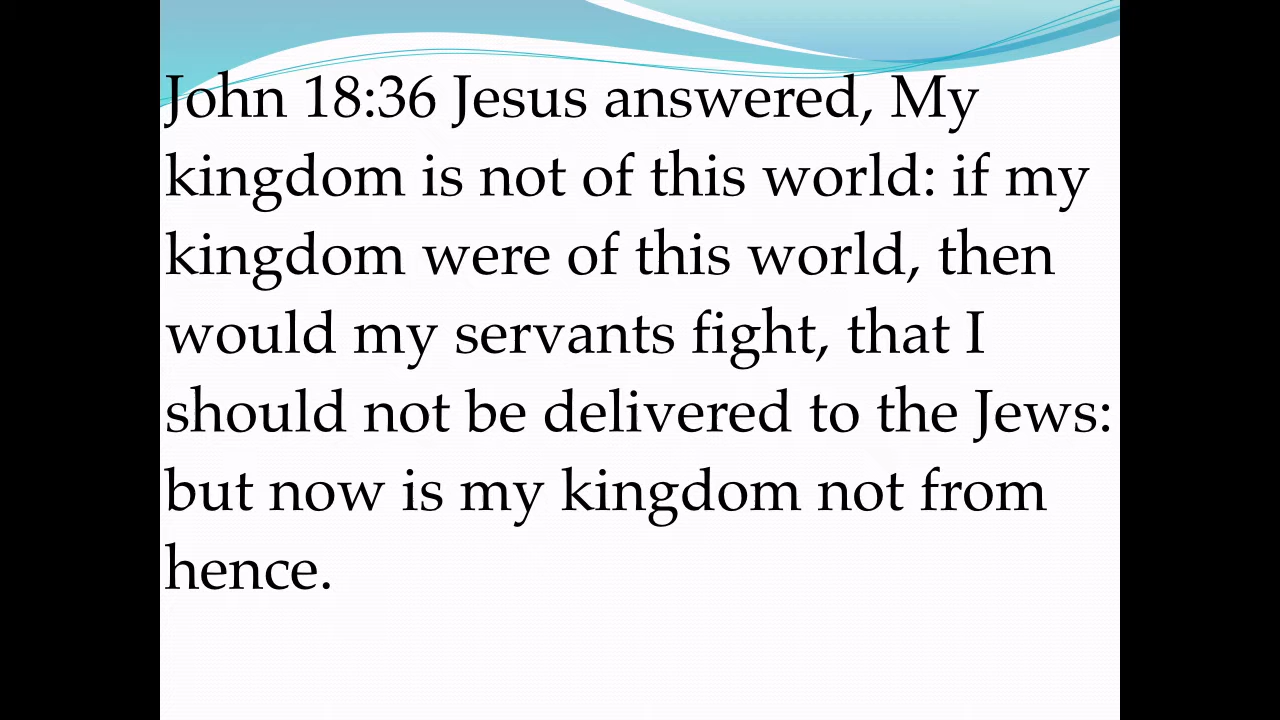 John 18:36 Jesus answered, My
kingdom is not of this world: if my
kingdom were of this world, then
would my servants fight, that I
should not be delivered to the Jews:
but now is my kingdom not from
hence.